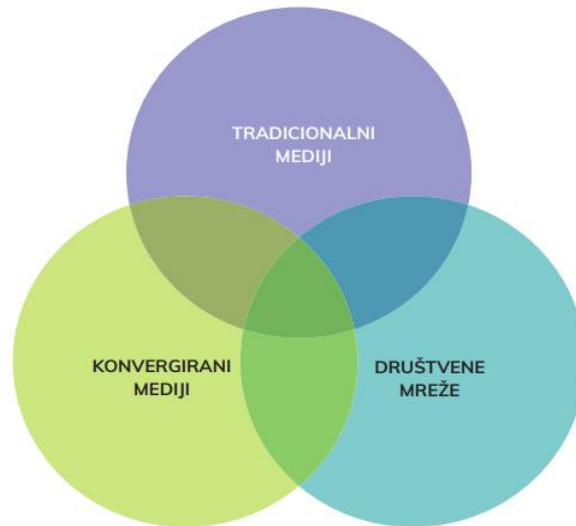 TRADICIONALNI
MEDIJI
KONVERGIRANI
MEDIJI
DRUŠTVENE
MREŽE